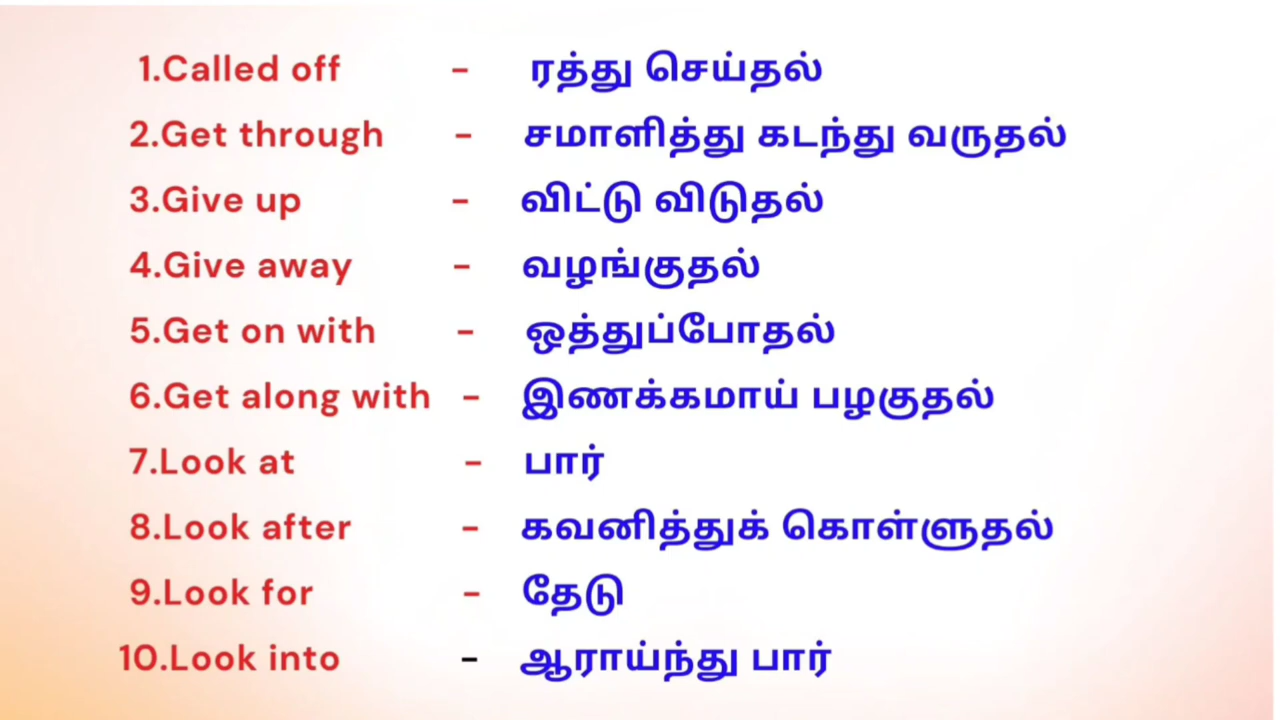 1.Called off - ரத்து செய்தல்
2.Get through - சமாளித்து கடந்து வருதல்
3.Give up - விட்டு விடுதல்
4.Give away - வழங்குதல்
5.Get on with - ஒத்துப்போதல்
6.Get along with - இணக்கமாய் பழகுதல்
7.Look at - பார்
8.Look after - கவனித்துக் கொள்ளுதல்
9.Look for - தேடு
10.Look into - ஆராய்ந்து பார்